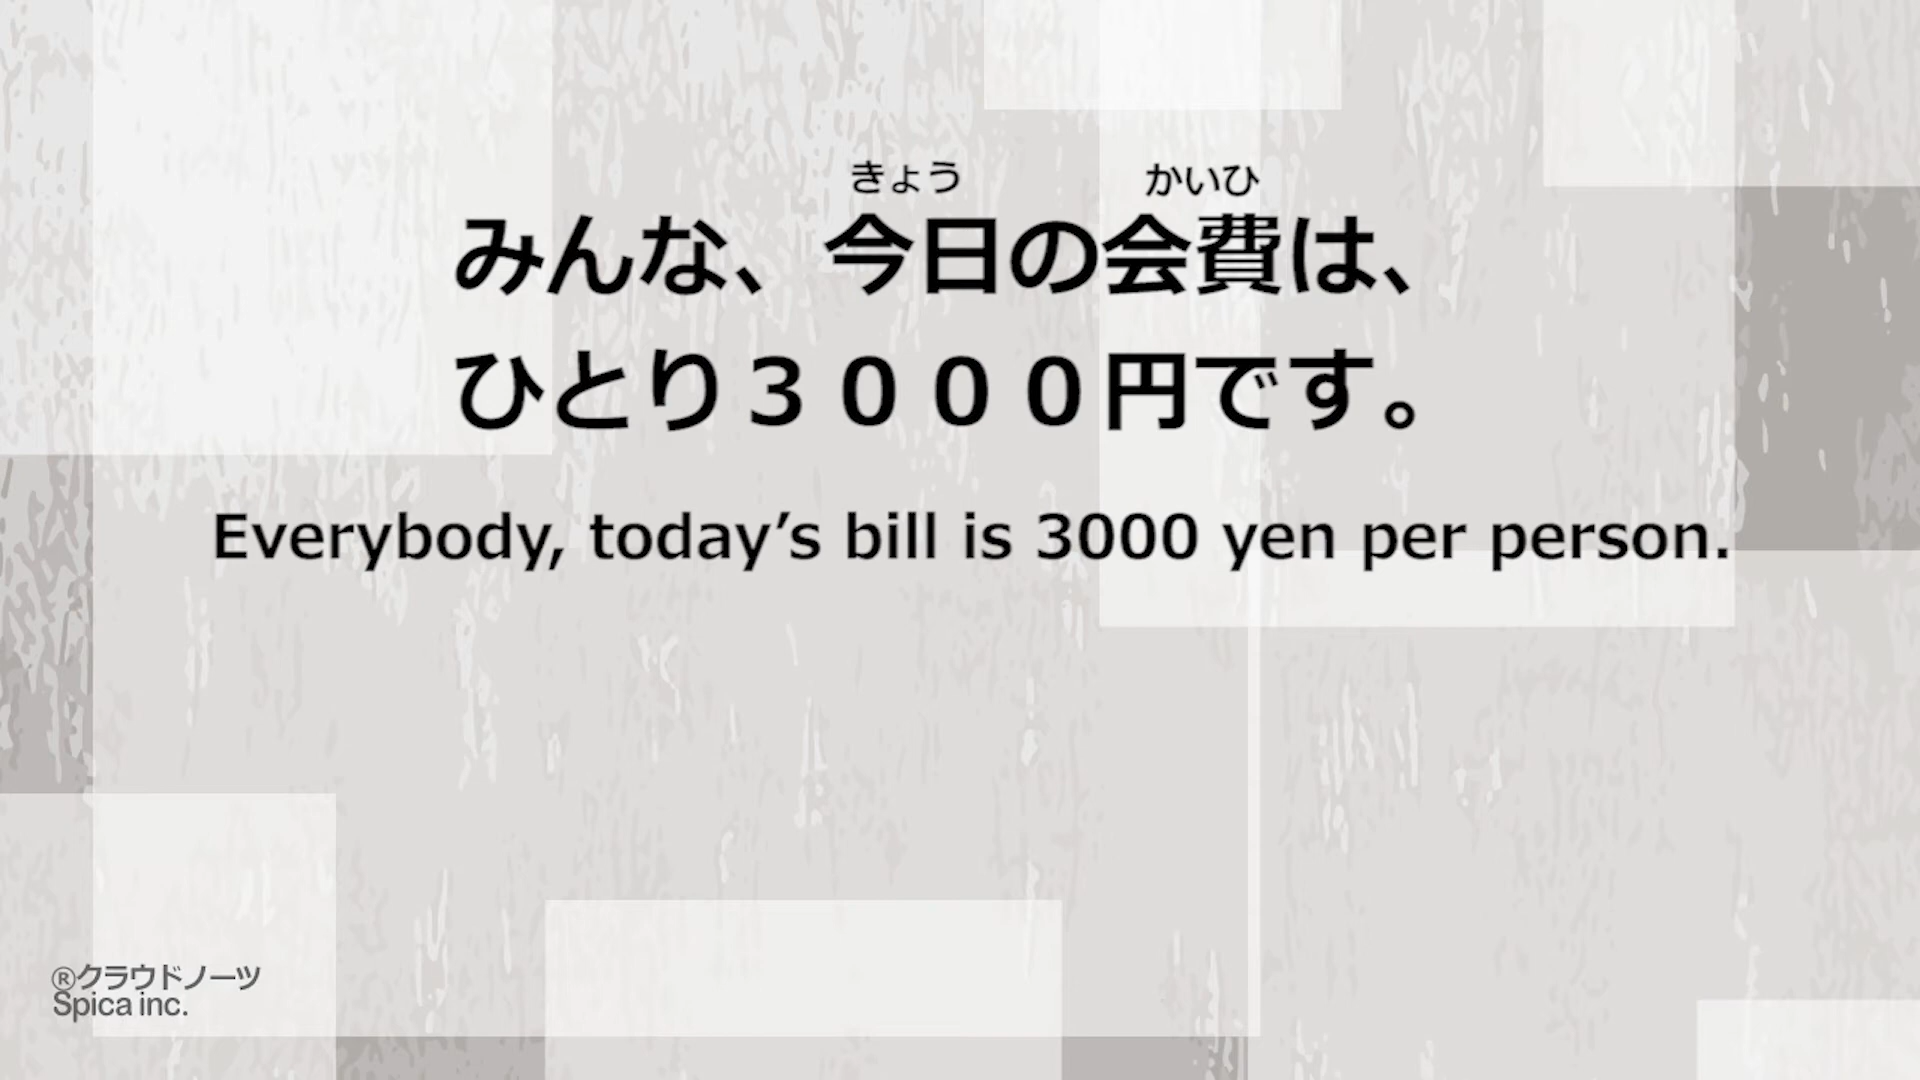 きょう かいひ
みんな、今日の会費は、
ひとり３０００円です。
Everybody, today’s bill is 3000 yen per person.
®クラウドノーツ
Spica inc.